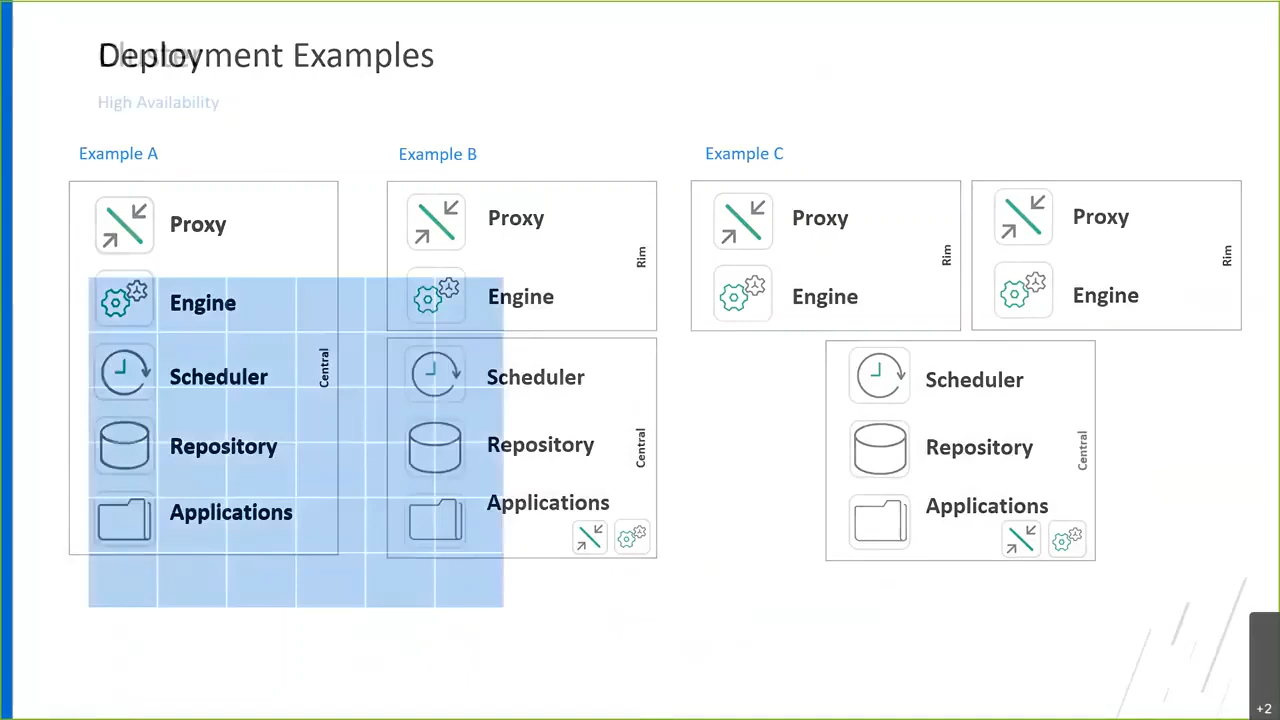 Deployment Examples
High Availability
Example A
Proxy
Engine
Scheduler
Repository
Applications
Central
Example B
Proxy
Engine
Rim
Scheduler
Repository
Applications
Central
Example C
Proxy
Engine
Rim
Proxy
Engine
Rim
Scheduler
Repository
Applications
Central
+2